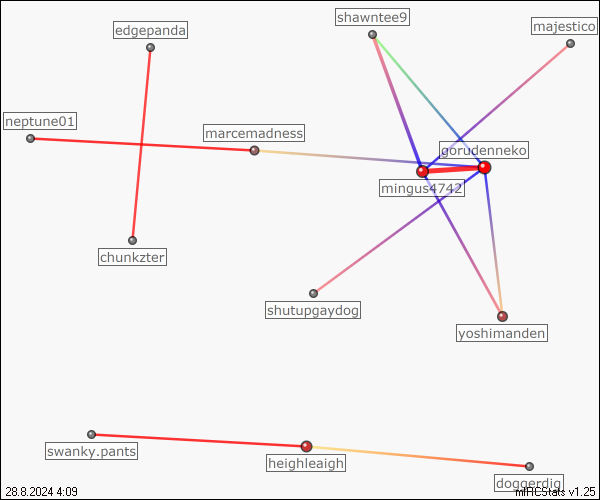 shawntee9
edgepanda
majestico
neptune01
marcemadness
gorudenneko
mingus4742
chunkzter
shutupgaydog
yoshimanden
swanky.pants
heighleaigh
doggerdig
28.8.2024 4:09
mIRCStats v1.25